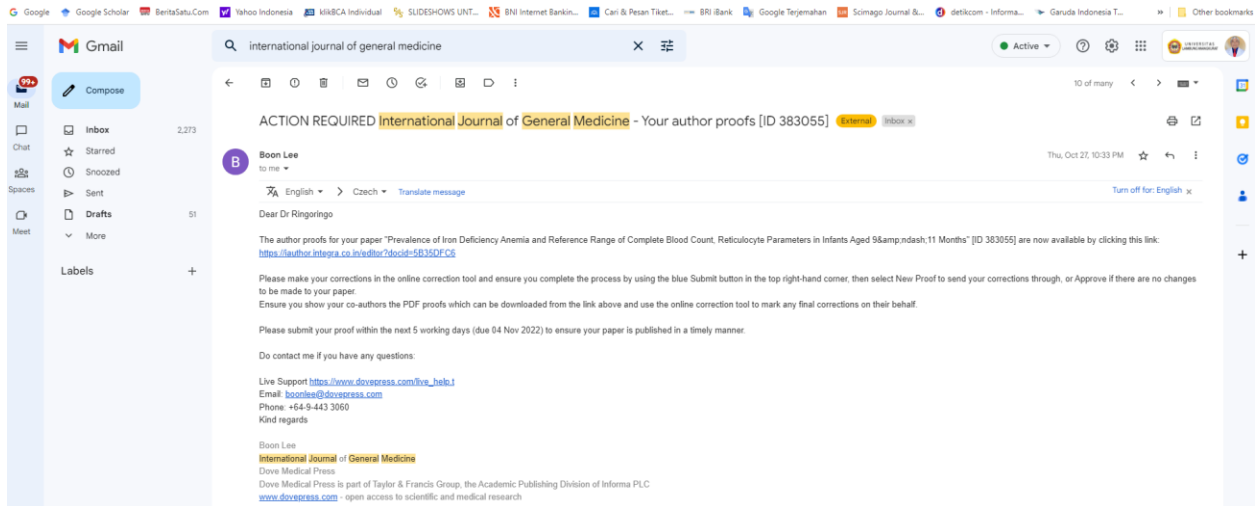 Google Google Scholar BeritaSatu.Com Yahoo Indonesia klikBCA Individual SLIDESHOWS UNT... BNI Internet Bankin... Cari & Pesan Tiket... BRI iBank Google Terjemahan Scimago Journal &... detikcom - Informa... Garuda Indonesia T... » Other bookmarks
Gmail
international journal of general medicine
Active
UNIVERSITAS
99+
Mail
Chat
Spaces
Meet
Compose
Inbox 2,273
Starred
Snoozed
Sent
Drafts 51
More
Labels +
10 of many
ACTION REQUIRED International Journal of General Medicine - Your author proofs [ID 383055] External Inbox x
B
Boon Lee Thu, Oct 27, 10:33 PM
to me
English > Czech Translate message Turn off for: English x
Dear Dr Ringoringo
The author proofs for your paper "Prevalence of Iron Deficiency Anemia and Reference Range of Complete Blood Count, Reticulocyte Parameters in Infants Aged 9&amp;ndash;11 Months" [ID 383055] are now available by clicking this link:
https://iauthor.integra.co.in/editor?docid=5B35DFC6
Please make your corrections in the online correction tool and ensure you complete the process by using the blue Submit button in the top right-hand corner, then select New Proof to send your corrections through, or Approve if there are no changes
to be made to your paper.
Ensure you show your co-authors the PDF proofs which can be downloaded from the link above and use the online correction tool to mark any final corrections on their behalf.
Please submit your proof within the next 5 working days (due 04 Nov 2022) to ensure your paper is published in a timely manner.
Do contact me if you have any questions:
Live Support https://www.dovepress.com/live_help.t
Email: boonlee@dovepress.com
Phone: +64-9-443 3060
Kind regards
Boon Lee
International Journal of General Medicine
Dove Medical Press
Dove Medical Press is part of Taylor & Francis Group, the Academic Publishing Division of Informa PLC
www.dovepress.com - open access to scientific and medical research